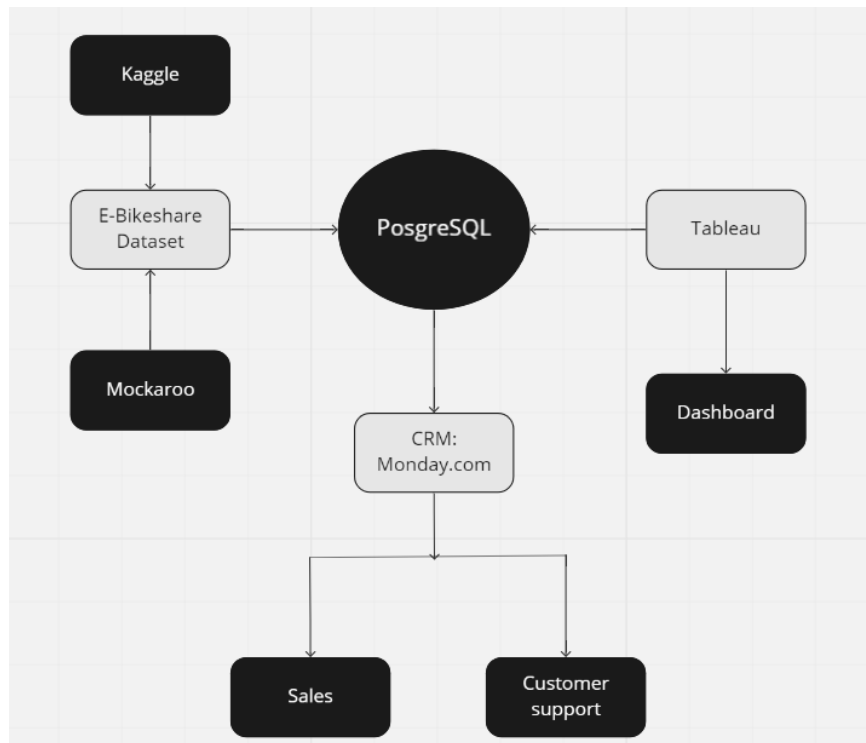 Kaggle
E-Bikeshare
Dataset
PosgreSQL
Tableau
Mockaroo
Dashboard
CRM:
Monday.com
Sales
Customer
support